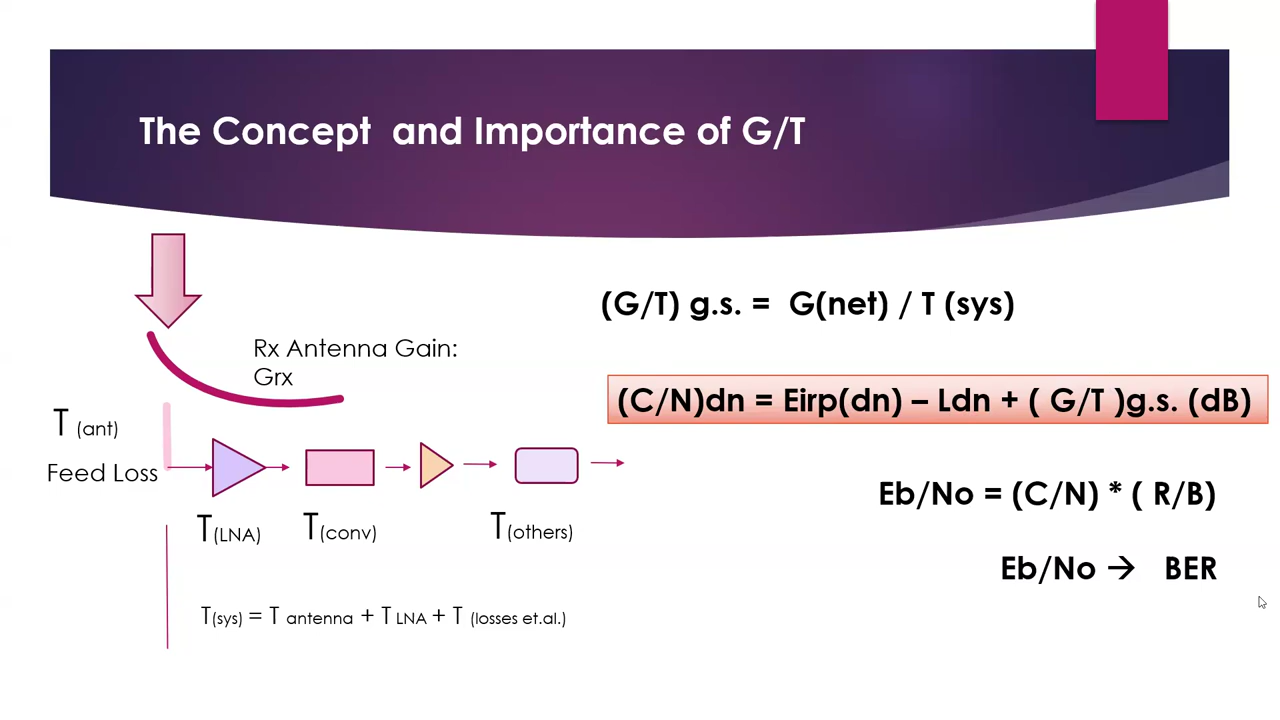 The Concept and Importance of G/T
(G/T) g.s. = G(net) / T (sys)
Rx Antenna Gain:
Grx
(C/N)dn = Eirp(dn) – Ldn + ( G/T )g.s. (dB)
T (ant)
Feed Loss
Eb/No = (C/N) * ( R/B)
T(LNA) T(conv) T(others)
Eb/No → BER
T(sys) = T antenna + T LNA + T (losses et.al.)